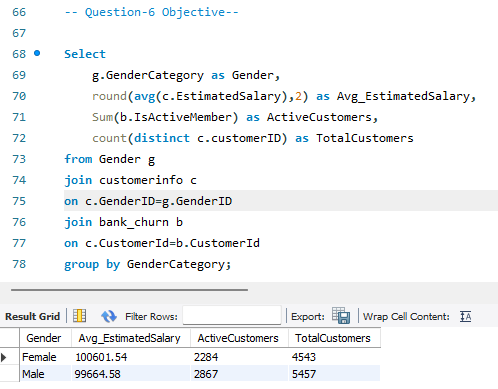 66 -- Question-6 Objective--
67
68 Select
69 g.GenderCategory as Gender,
70 round(avg(c.EstimatedSalary),2) as Avg_EstimatedSalary,
71 Sum(b.IsActiveMember) as ActiveCustomers,
72 count(distinct c.customerID) as TotalCustomers
73 from Gender g
74 join customerinfo c
75 on c.GenderID=g.GenderID
76 join bank_churn b
77 on c.CustomerId=b.CustomerId
78 group by GenderCategory;
Result Grid Filter Rows: Export: Wrap Cell Content: IA
Gender Avg_EstimatedSalary ActiveCustomers TotalCustomers
Female 100601.54 2284 4543
Male 99664.58 2867 5457